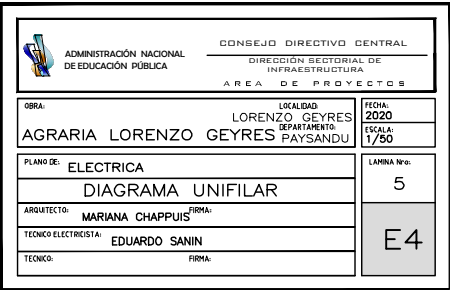 ADMINISTRACIÓN NACIONAL
DE EDUCACIÓN PÚBLICA
CONSEJO DIRECTIVO CENTRAL
DIRECCIÓN SECTORIAL DE
INFRAESTRUCTURA
AREA DE PROYECTOS
OBRA:
AGRARIA LORENZO GEYRES
LOCALIDAD:
LORENZO GEYRES
DEPARTAMENTO:
PAYSANDU
FECHA:
2020
ESCALA:
1/50
PLANO DE: ELECTRICA
DIAGRAMA UNIFILAR
ARQUITECTO: MARIANA CHAPPUIS FIRMA:
TECNICO ELECTRICISTA: EDUARDO SANIN
TECNICO: FIRMA:
LAMINA Nro:
5
E4